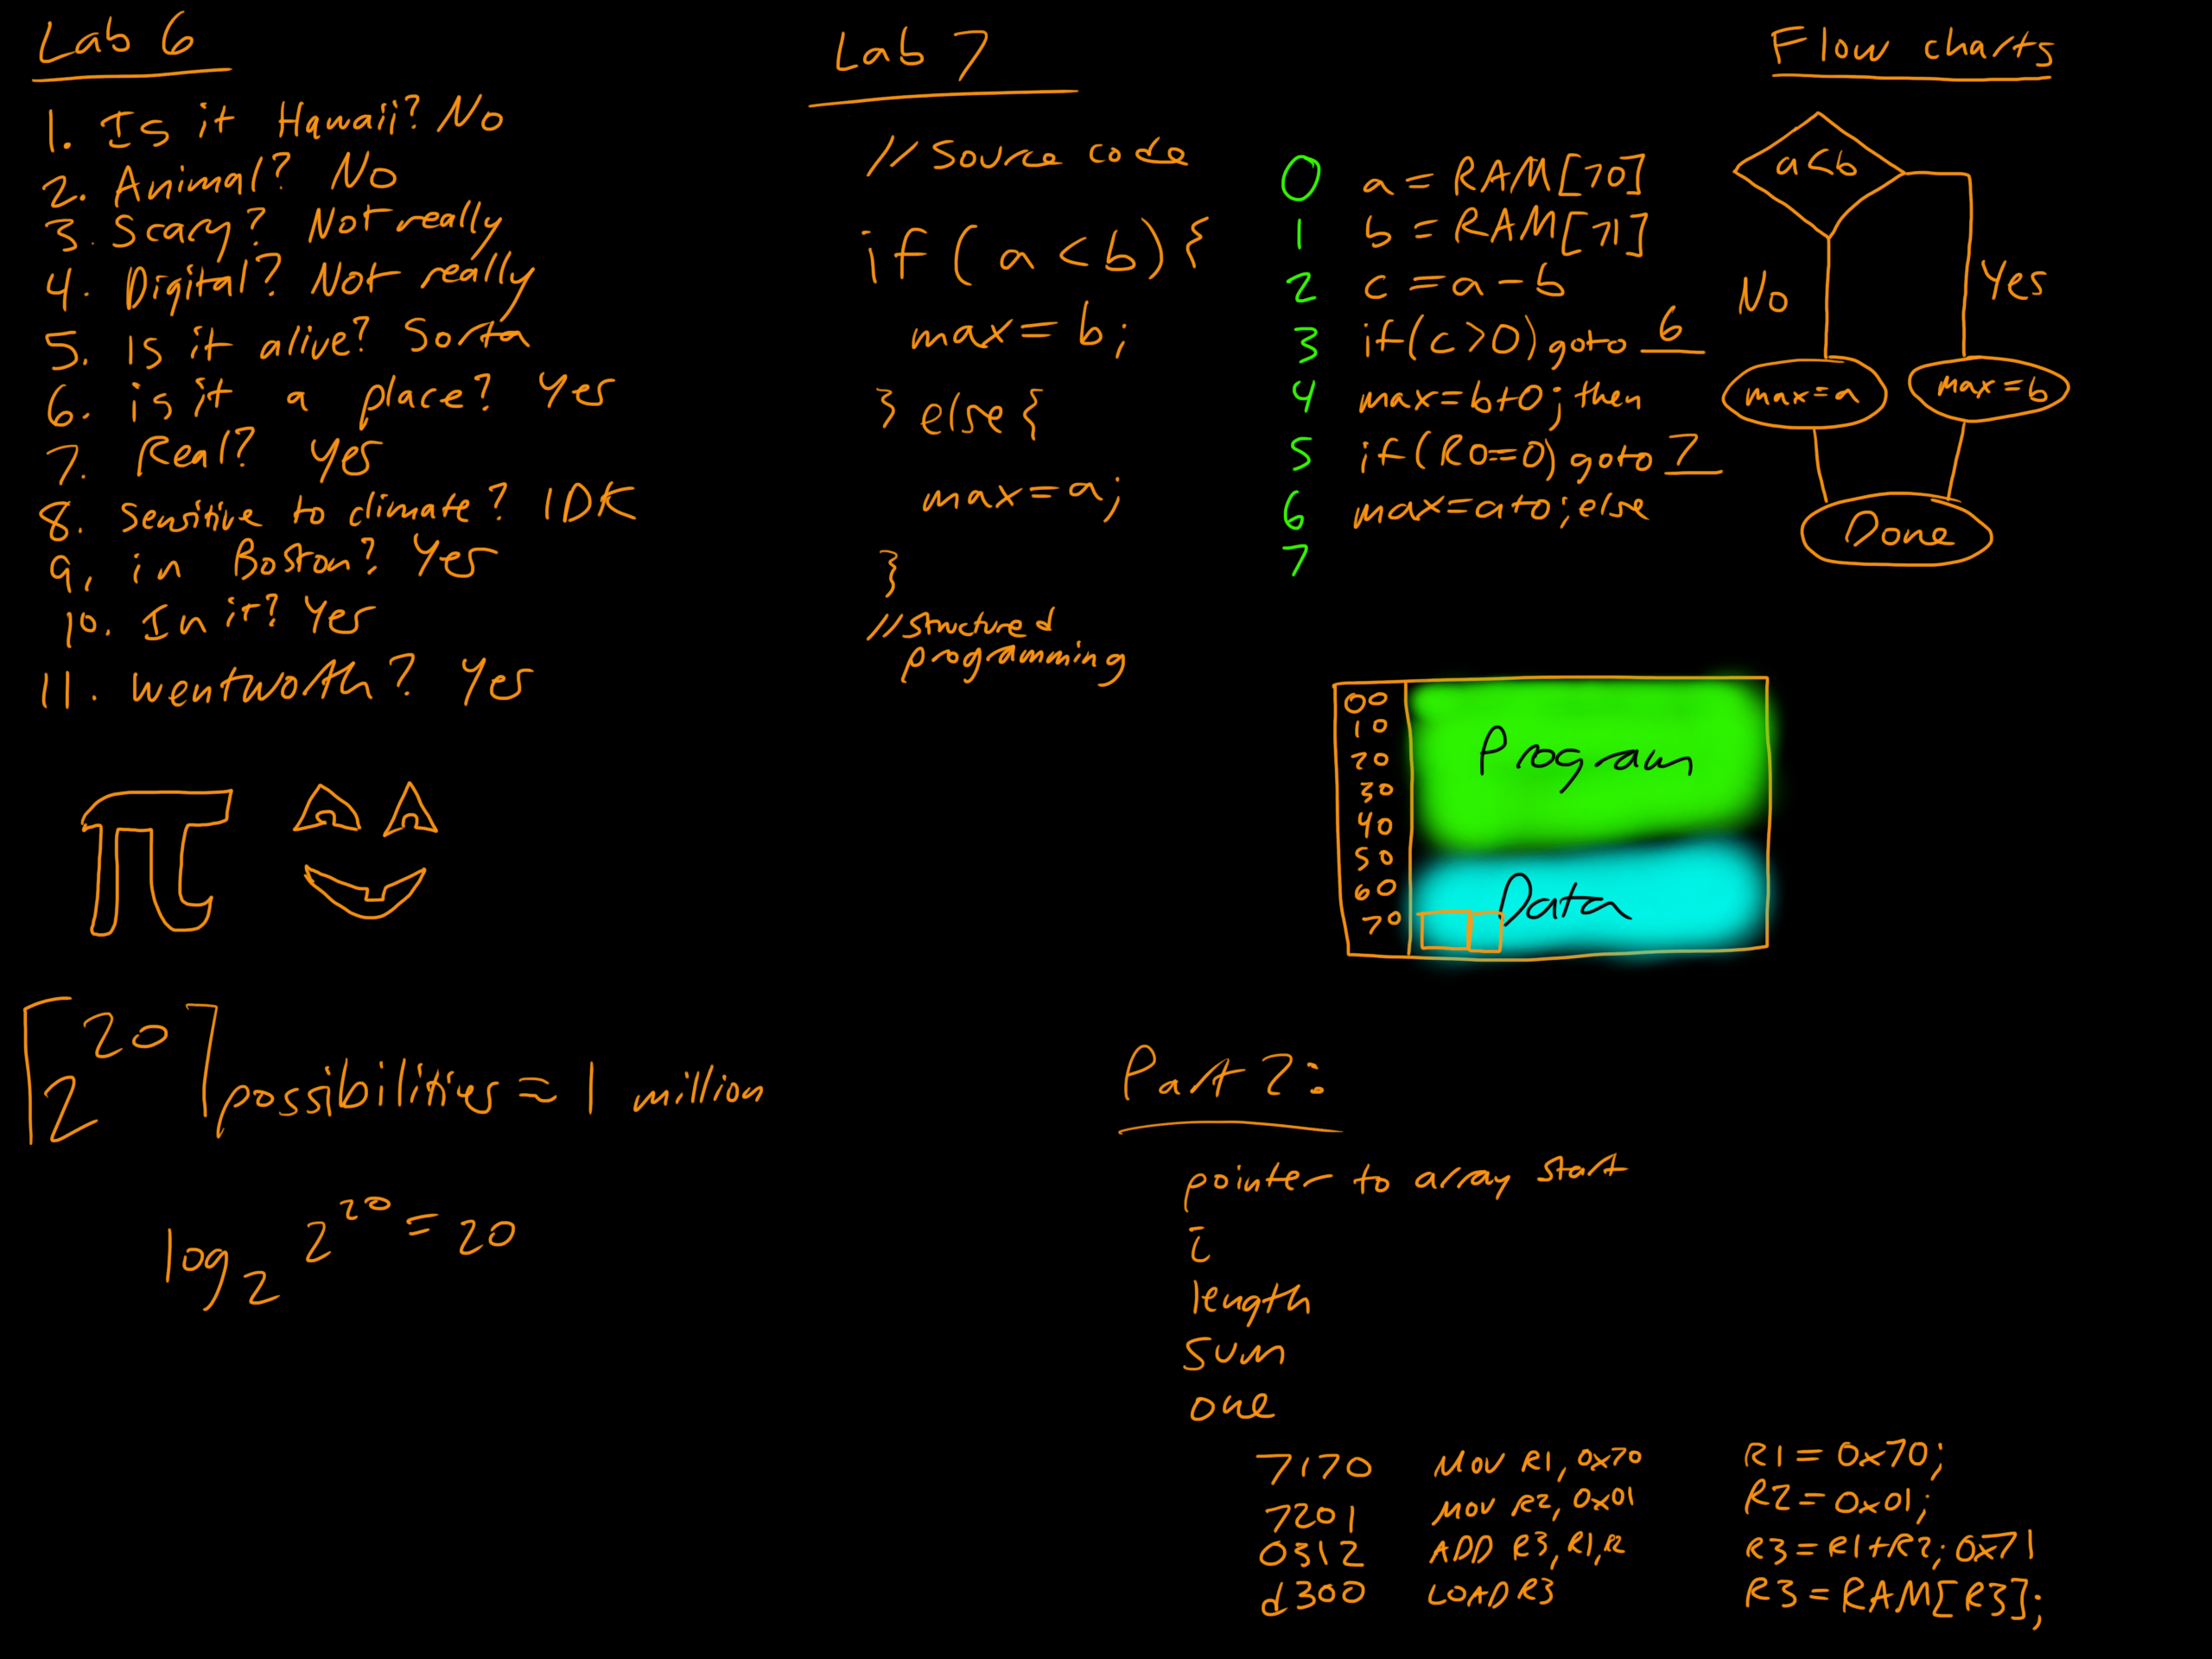 Lab 6
1. Is it Hawaii? No
2. Animal? No
3. Scary? Not really
4. Digital? Not really
5. Is it alive? Sorta
6. is it a place? Yes
7. Real? Yes
8. Sensitive to climate? IDK
9, in Boston? Yes
10. In it? Yes
11. wentworth? Yes
π
⌈2^20⌉ possibilities ≈ 1 million
log₂ 2^20 = 20
Lab 7
// Source code
if (a < b) {
max = b;
} else {
max = a;
}
// structured
programming
0 a = RAM[70]
1 b = RAM[71]
2 c = a - b
3 if (c>0) goto 6
4 max=b+0; then
5 if (R0==0) goto 7
6 max=a+0; else
7
Flow charts
a<b
No
Yes
max=a
max=b
Done
00
10
20
30
40
50
60
70
Program
Data
Part 2:
pointer to array start
i
length
sum
one
7170 MOV R1, 0x70 R1 = 0x70;
7201 MOV R2, 0x01 R2 = 0x01;
0312 ADD R3, R1, R2 R3 = R1+R2; 0x71
d300 LOAD R3 R3 = RAM[R3];